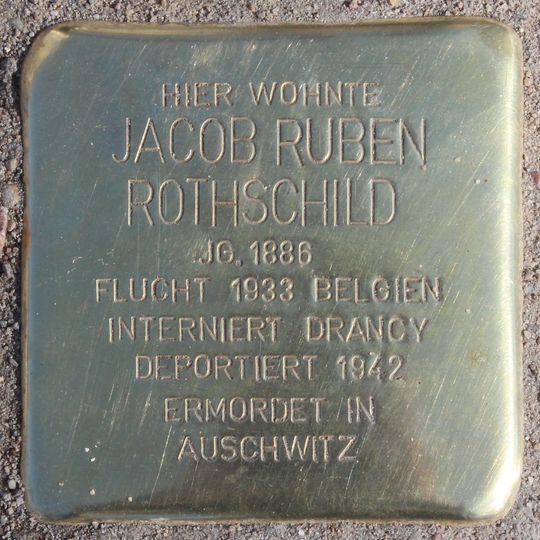 HIER WOHNTE
JACOB RUBEN
ROTHSCHILD
JG. 1886
FLUCHT 1933 BELGIEN
INTERNIERT DRANCY
DEPORTIERT 1942
ERMORDET IN
AUSCHWITZ